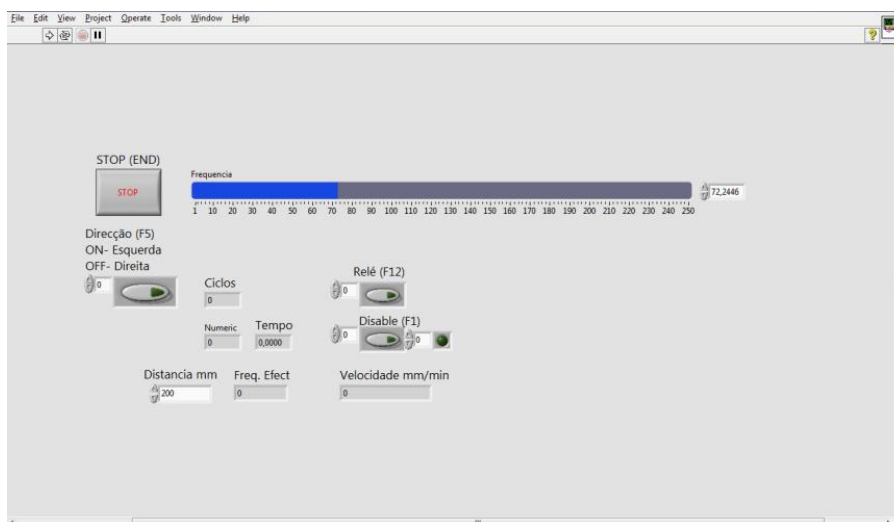 File Edit View Project Operate Tools Window Help
STOP (END)
STOP
Frequencia
72,2446
1 10 20 30 40 50 60 70 80 90 100 110 120 130 140 150 160 170 180 190 200 210 220 230 240 250
Direcção (F5)
ON- Esquerda
OFF- Direita
0
Ciclos
0
Relé (F12)
0
Numeric
0
Tempo
0,0000
Disable (F1)
0
0
Distancia mm
200
Freq. Efect
0
Velocidade mm/min
0